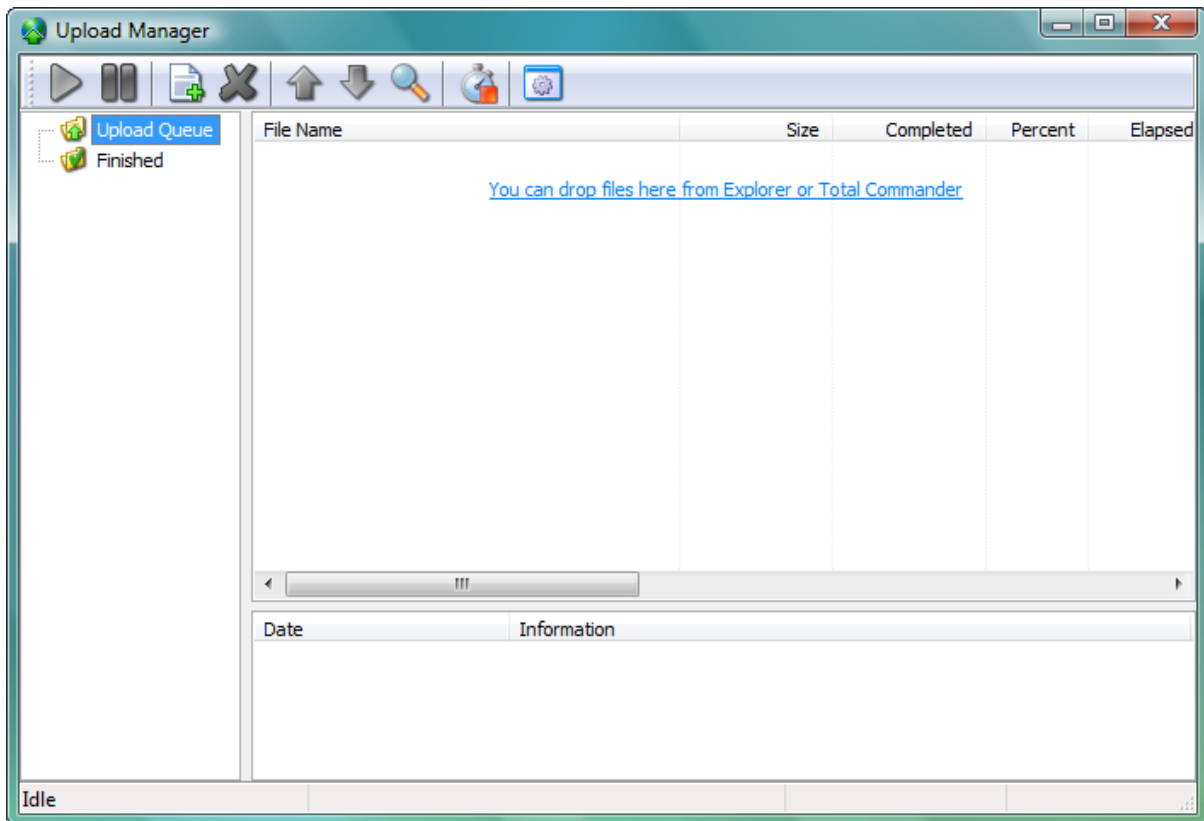 Upload Manager
Upload Queue
Finished
File Name Size Completed Percent Elapsed
You can drop files here from Explorer or Total Commander
Date Information
Idle